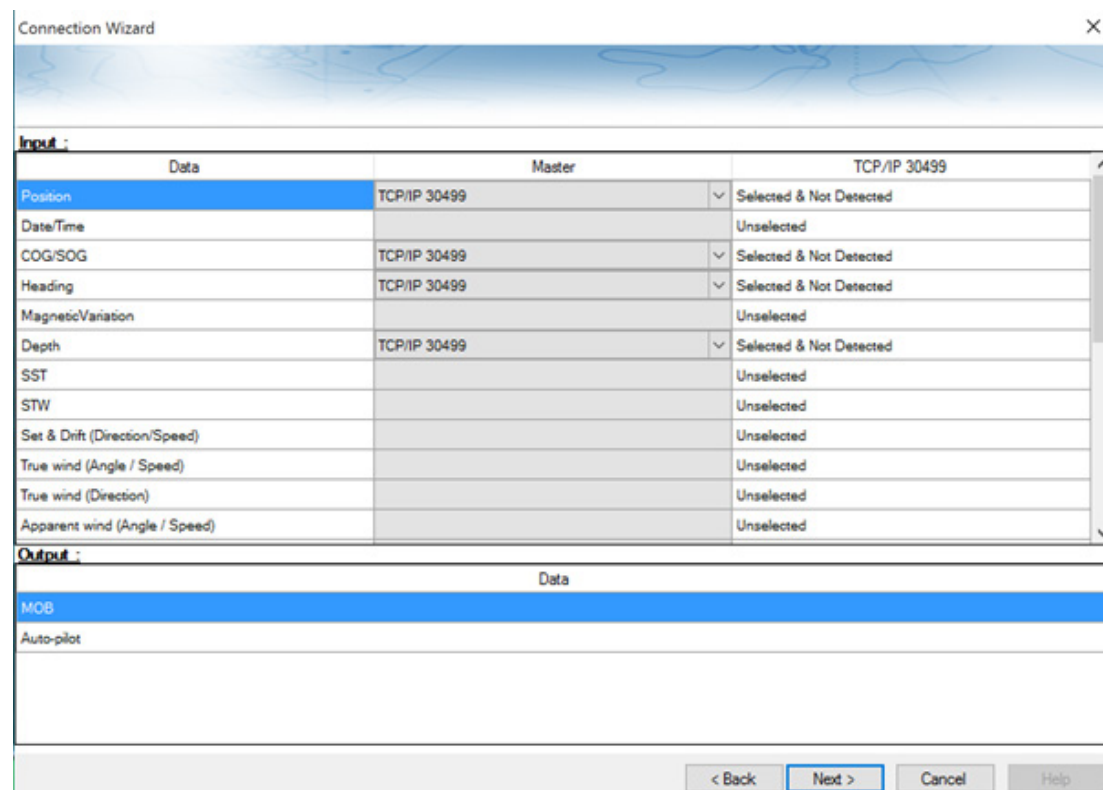 Connection Wizard
Input :
Data Master TCP/IP 30499
Position TCP/IP 30499 Selected & Not Detected
Date/Time Unselected
COG/SOG TCP/IP 30499 Selected & Not Detected
Heading TCP/IP 30499 Selected & Not Detected
MagneticVariation Unselected
Depth TCP/IP 30499 Selected & Not Detected
SST Unselected
STW Unselected
Set & Drift (Direction/Speed) Unselected
True wind (Angle / Speed) Unselected
True wind (Direction) Unselected
Apparent wind (Angle / Speed) Unselected
Output :
Data
MOB
Auto-pilot
< Back Next > Cancel Help